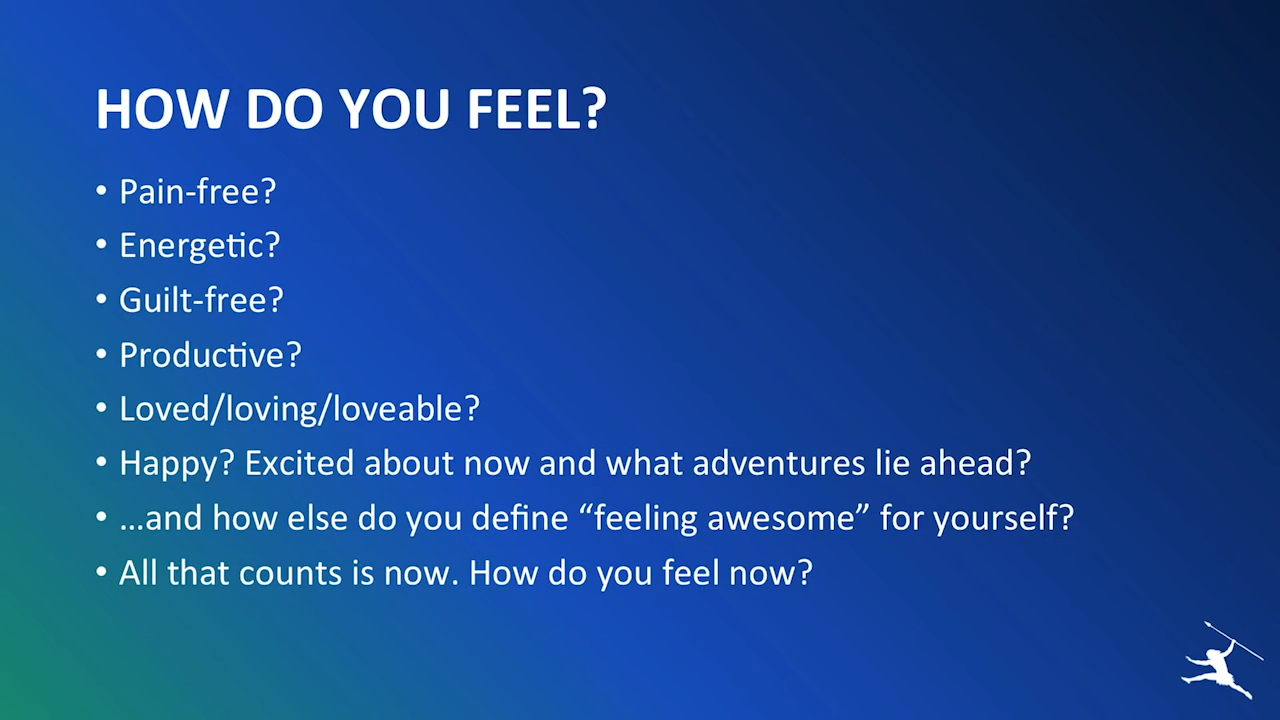 HOW DO YOU FEEL?
• Pain-free?
• Energetic?
• Guilt-free?
• Productive?
• Loved/loving/loveable?
• Happy? Excited about now and what adventures lie ahead?
• …and how else do you define “feeling awesome” for yourself?
• All that counts is now. How do you feel now?